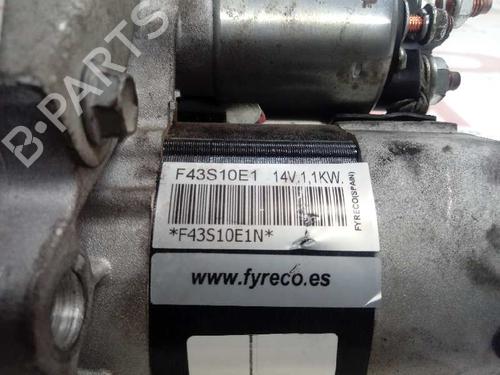 B-PARTS
F43S10E1 14V.1,1KW.
FYRECO(SPAIN)
*F43S10E1N*
www.fyreco.es